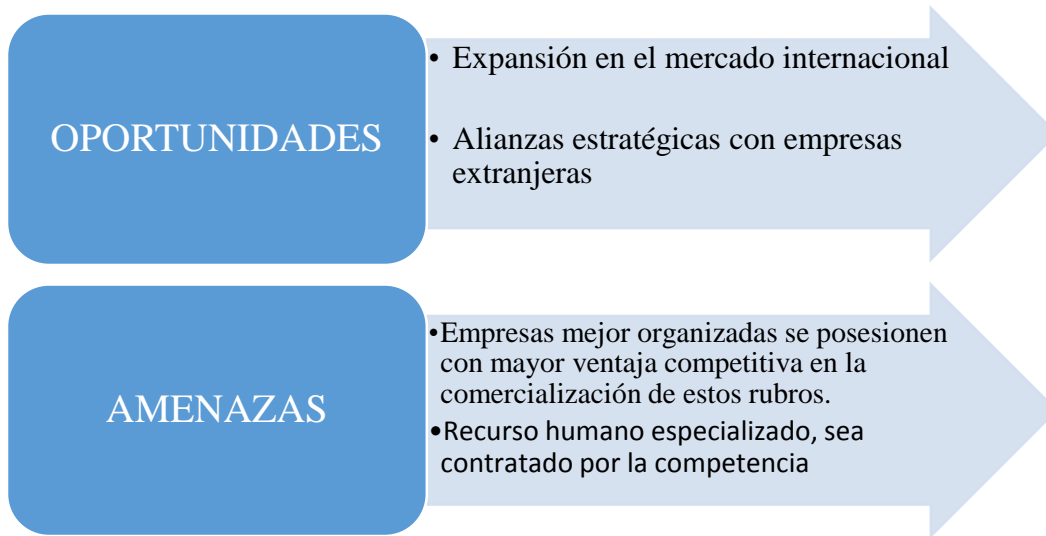 OPORTUNIDADES
• Expansión en el mercado internacional
• Alianzas estratégicas con empresas
extranjeras
AMENAZAS
•Empresas mejor organizadas se posesionen
con mayor ventaja competitiva en la
comercialización de estos rubros.
•Recurso humano especializado, sea
contratado por la competencia